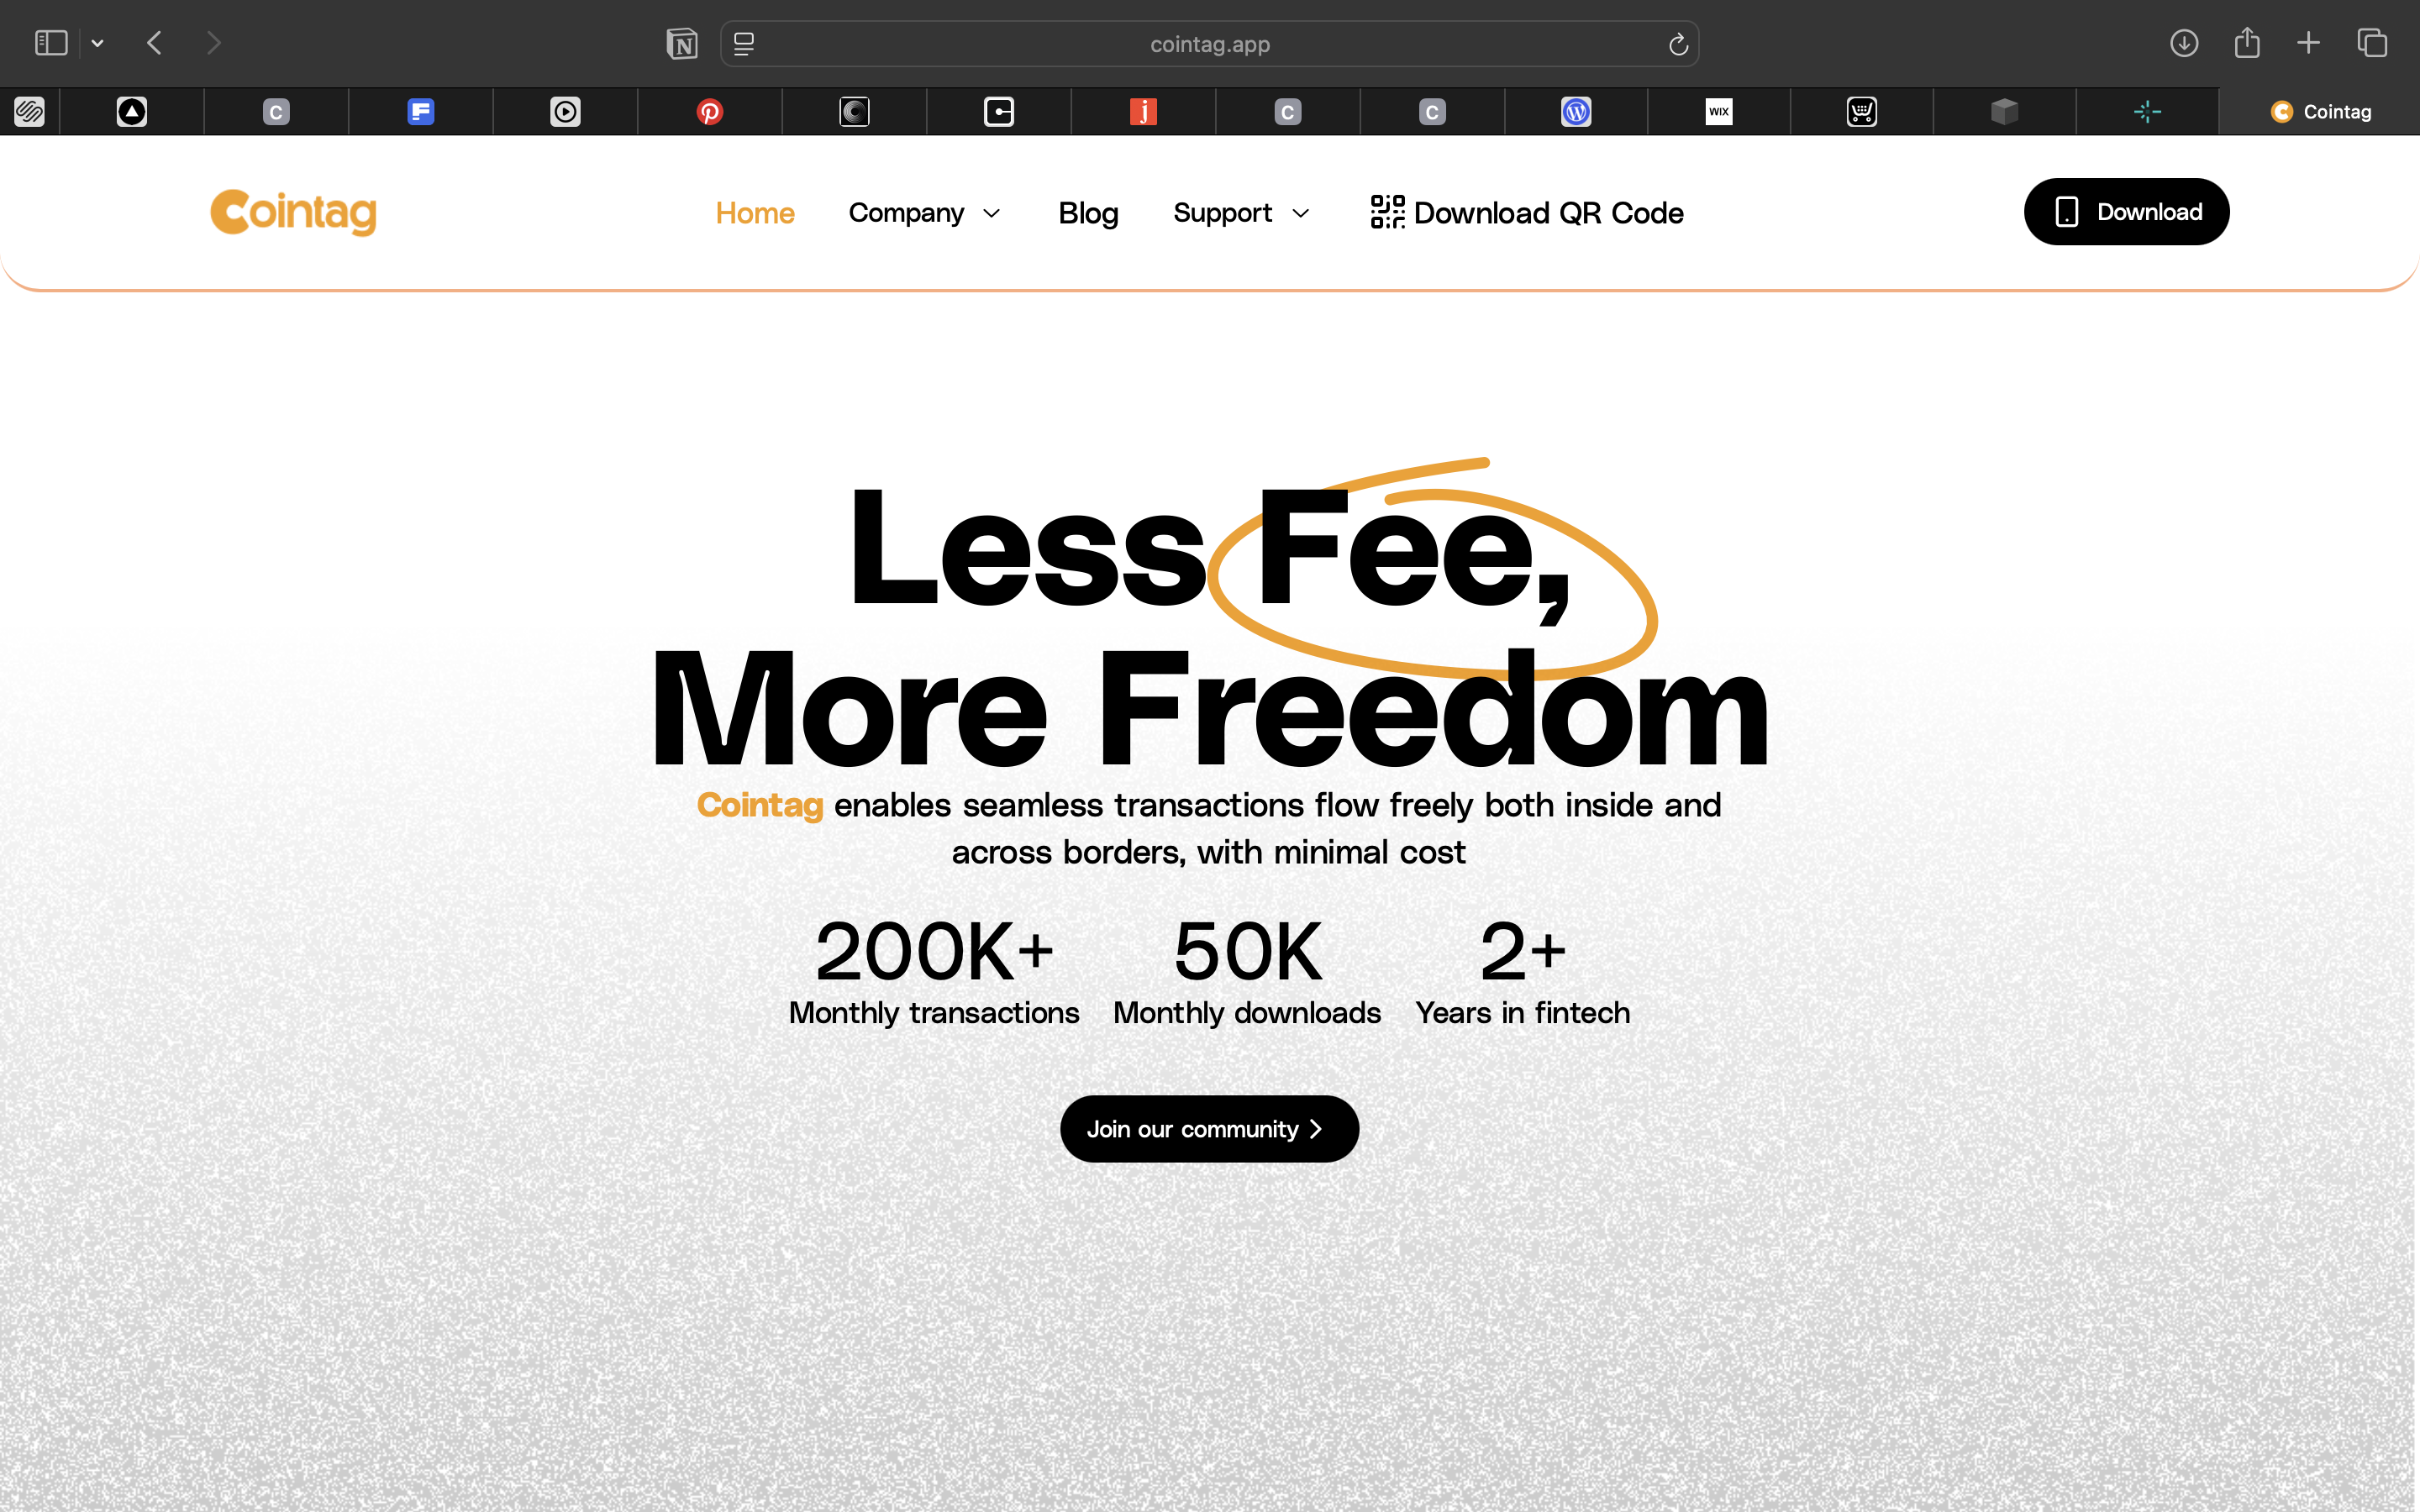 cointag.app
C
C
C
WIX
Cointag
Cointag
Home
Company
Blog
Support
Download QR Code
Download
Less Fee,
More Freedom
Cointag enables seamless transactions flow freely both inside and
across borders, with minimal cost
200K+
50K
2+
Monthly transactions
Monthly downloads
Years in fintech
Join our community